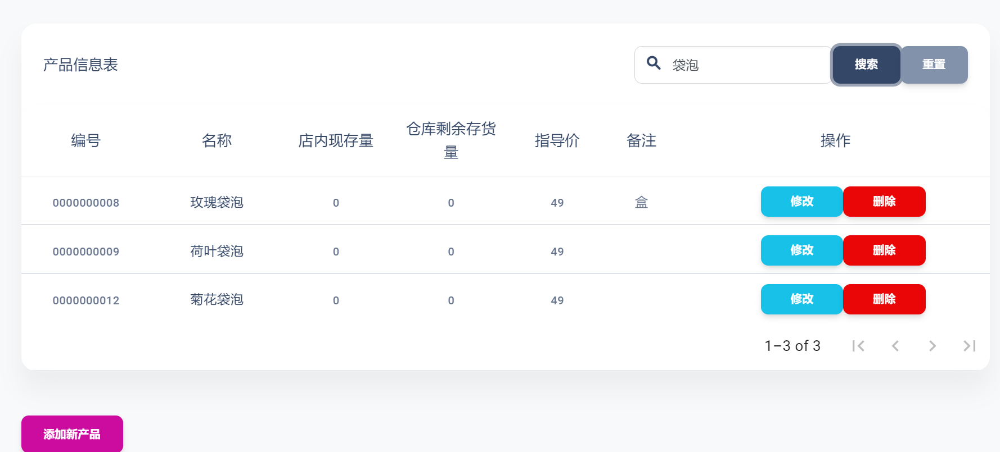 产品信息表
袋泡 搜索 重置
编号 名称 店内现存量 仓库剩余存货量 指导价 备注 操作
0000000008 玫瑰袋泡 0 0 49 盒 修改 删除
0000000009 荷叶袋泡 0 0 49 修改 删除
0000000012 菊花袋泡 0 0 49 修改 删除
1–3 of 3
添加新产品